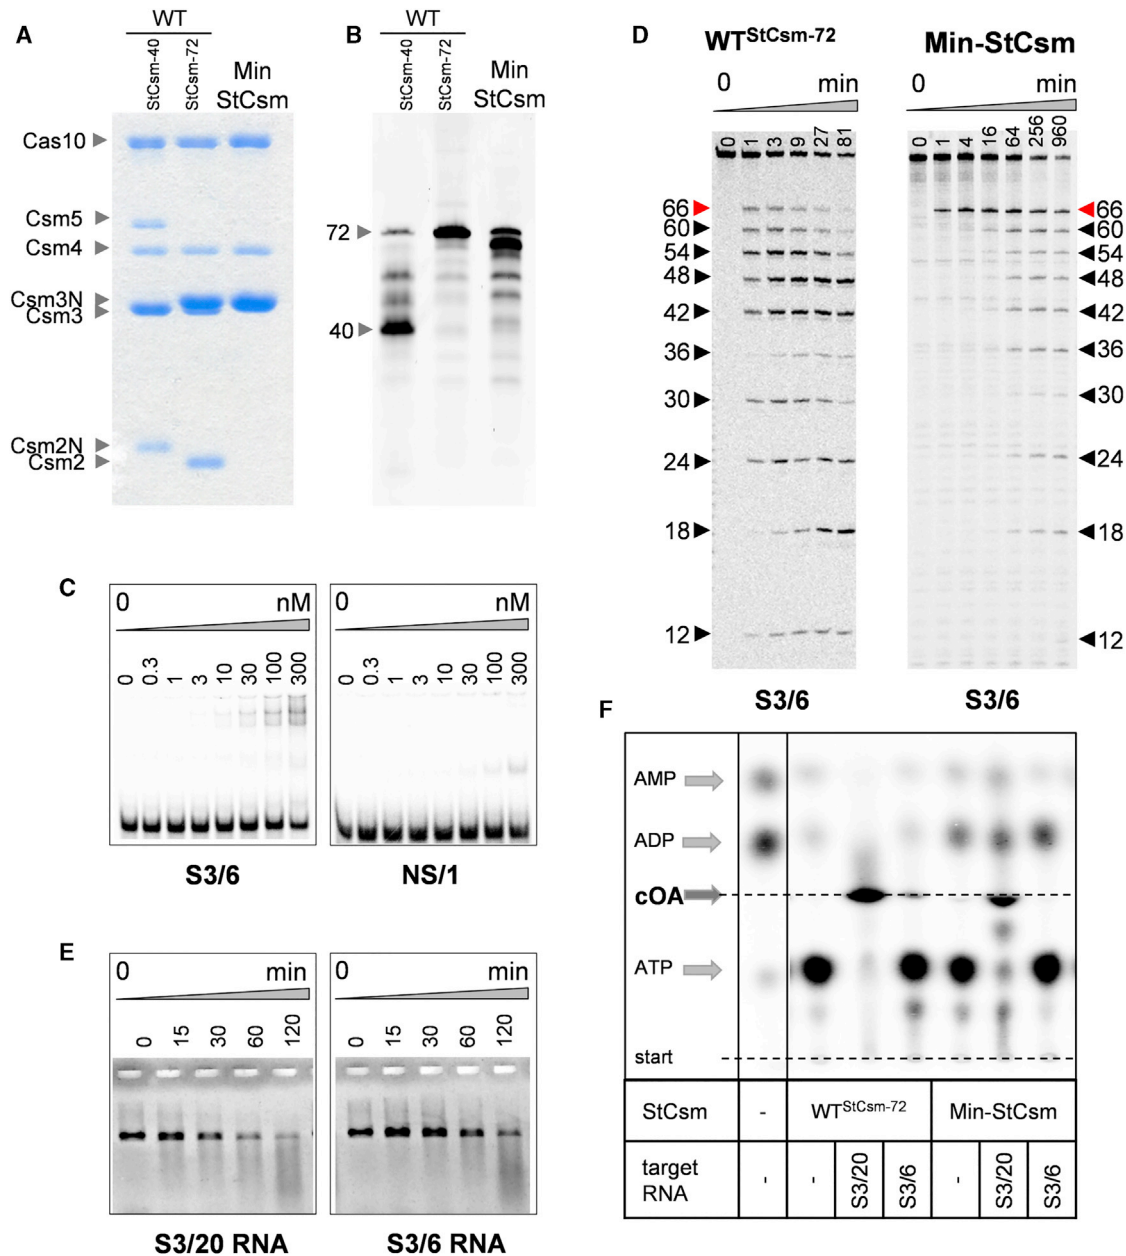 A
WT
StCsm-40
StCsm-72
Min
StCsm
Cas10
Csm5
Csm4
Csm3N
Csm3
Csm2N
Csm2
B
WT
StCsm-40
StCsm-72
Min
StCsm
72
40
C
0 nM
0 0.3 1 3 10 30 100 300
S3/6
0 nM
0 0.3 1 3 10 30 100 300
NS/1
D
WT^StCsm-72
0 min
0 1 3 9 27 81
66
60
54
48
42
36
30
24
18
12
S3/6
Min-StCsm
0 min
0 1 4 16 64 256 960
66
60
54
48
42
36
30
24
18
12
S3/6
E
0 min
0 15 30 60 120
S3/20 RNA
0 min
0 15 30 60 120
S3/6 RNA
F
AMP
ADP
cOA
ATP
start
StCsm - WT^StCsm-72 Min-StCsm
target
RNA
- - S3/20 S3/6 - S3/20 S3/6